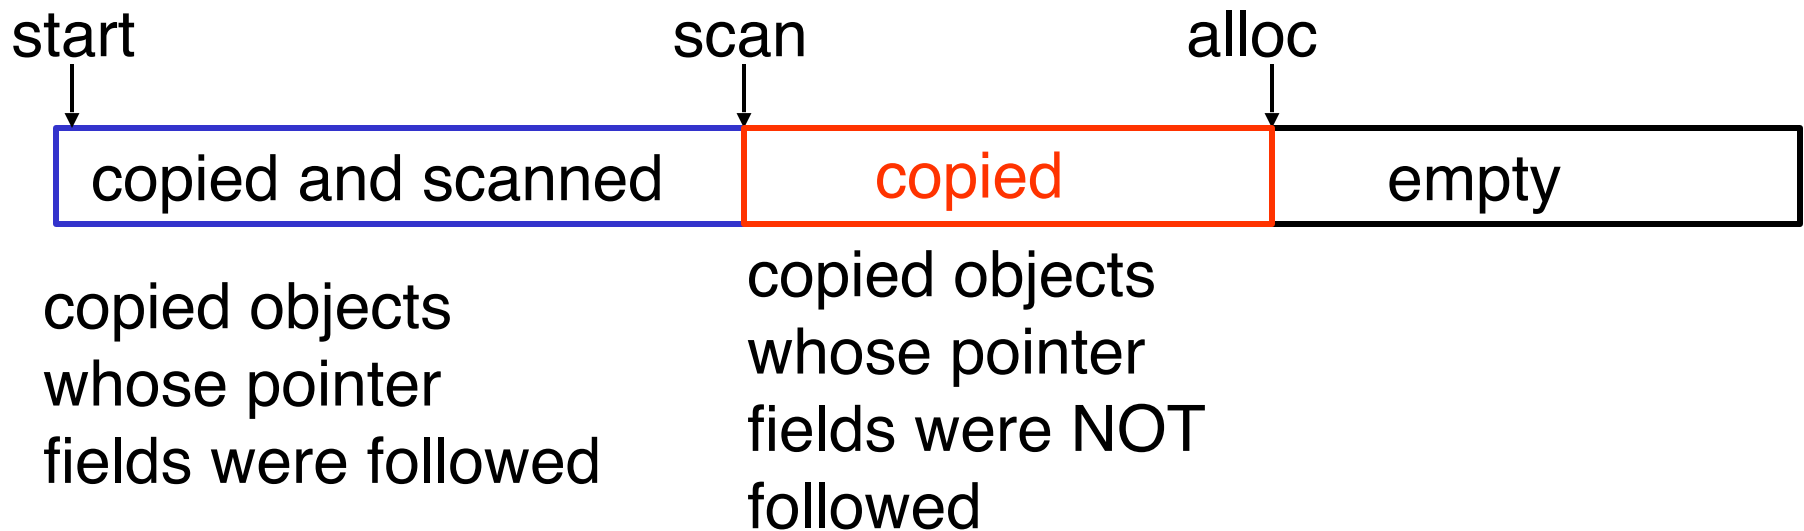 start scan alloc
copied and scanned copied empty
copied objects
whose pointer
fields were followed
copied objects
whose pointer
fields were NOT
followed